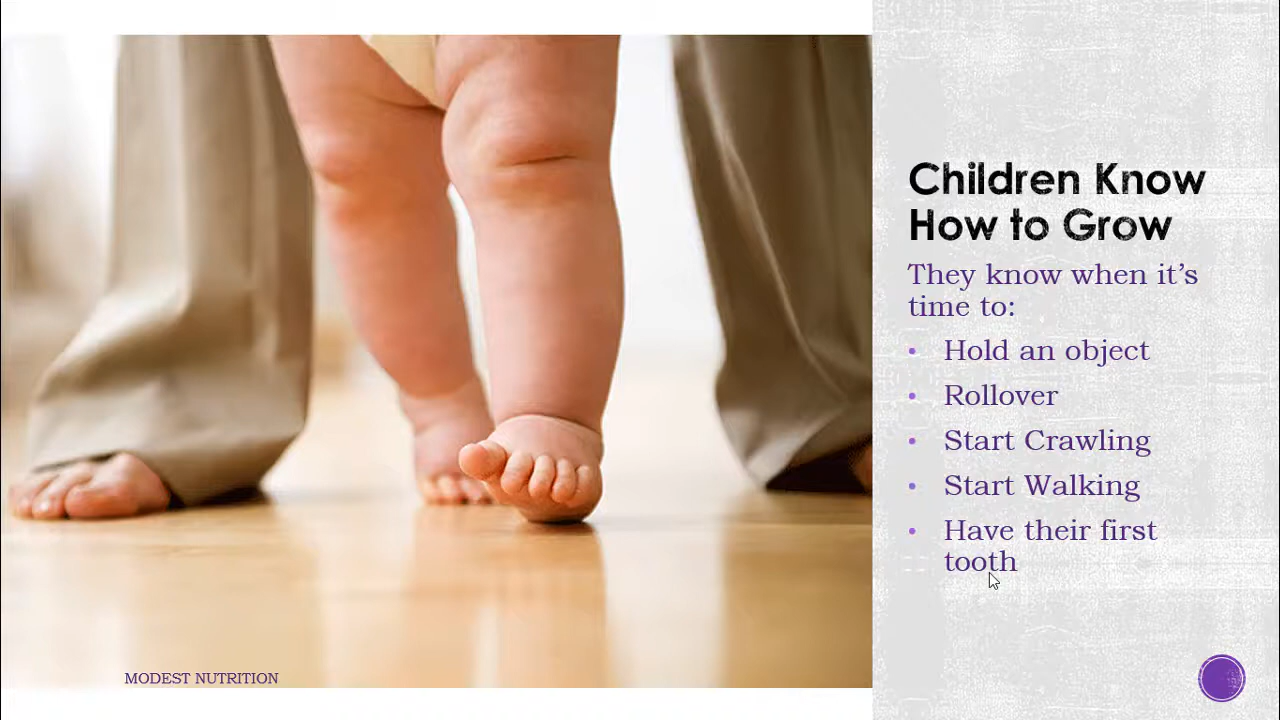 Children Know
How to Grow
They know when it's
time to:
• Hold an object
• Rollover
• Start Crawling
• Start Walking
• Have their first
tooth
MODEST NUTRITION